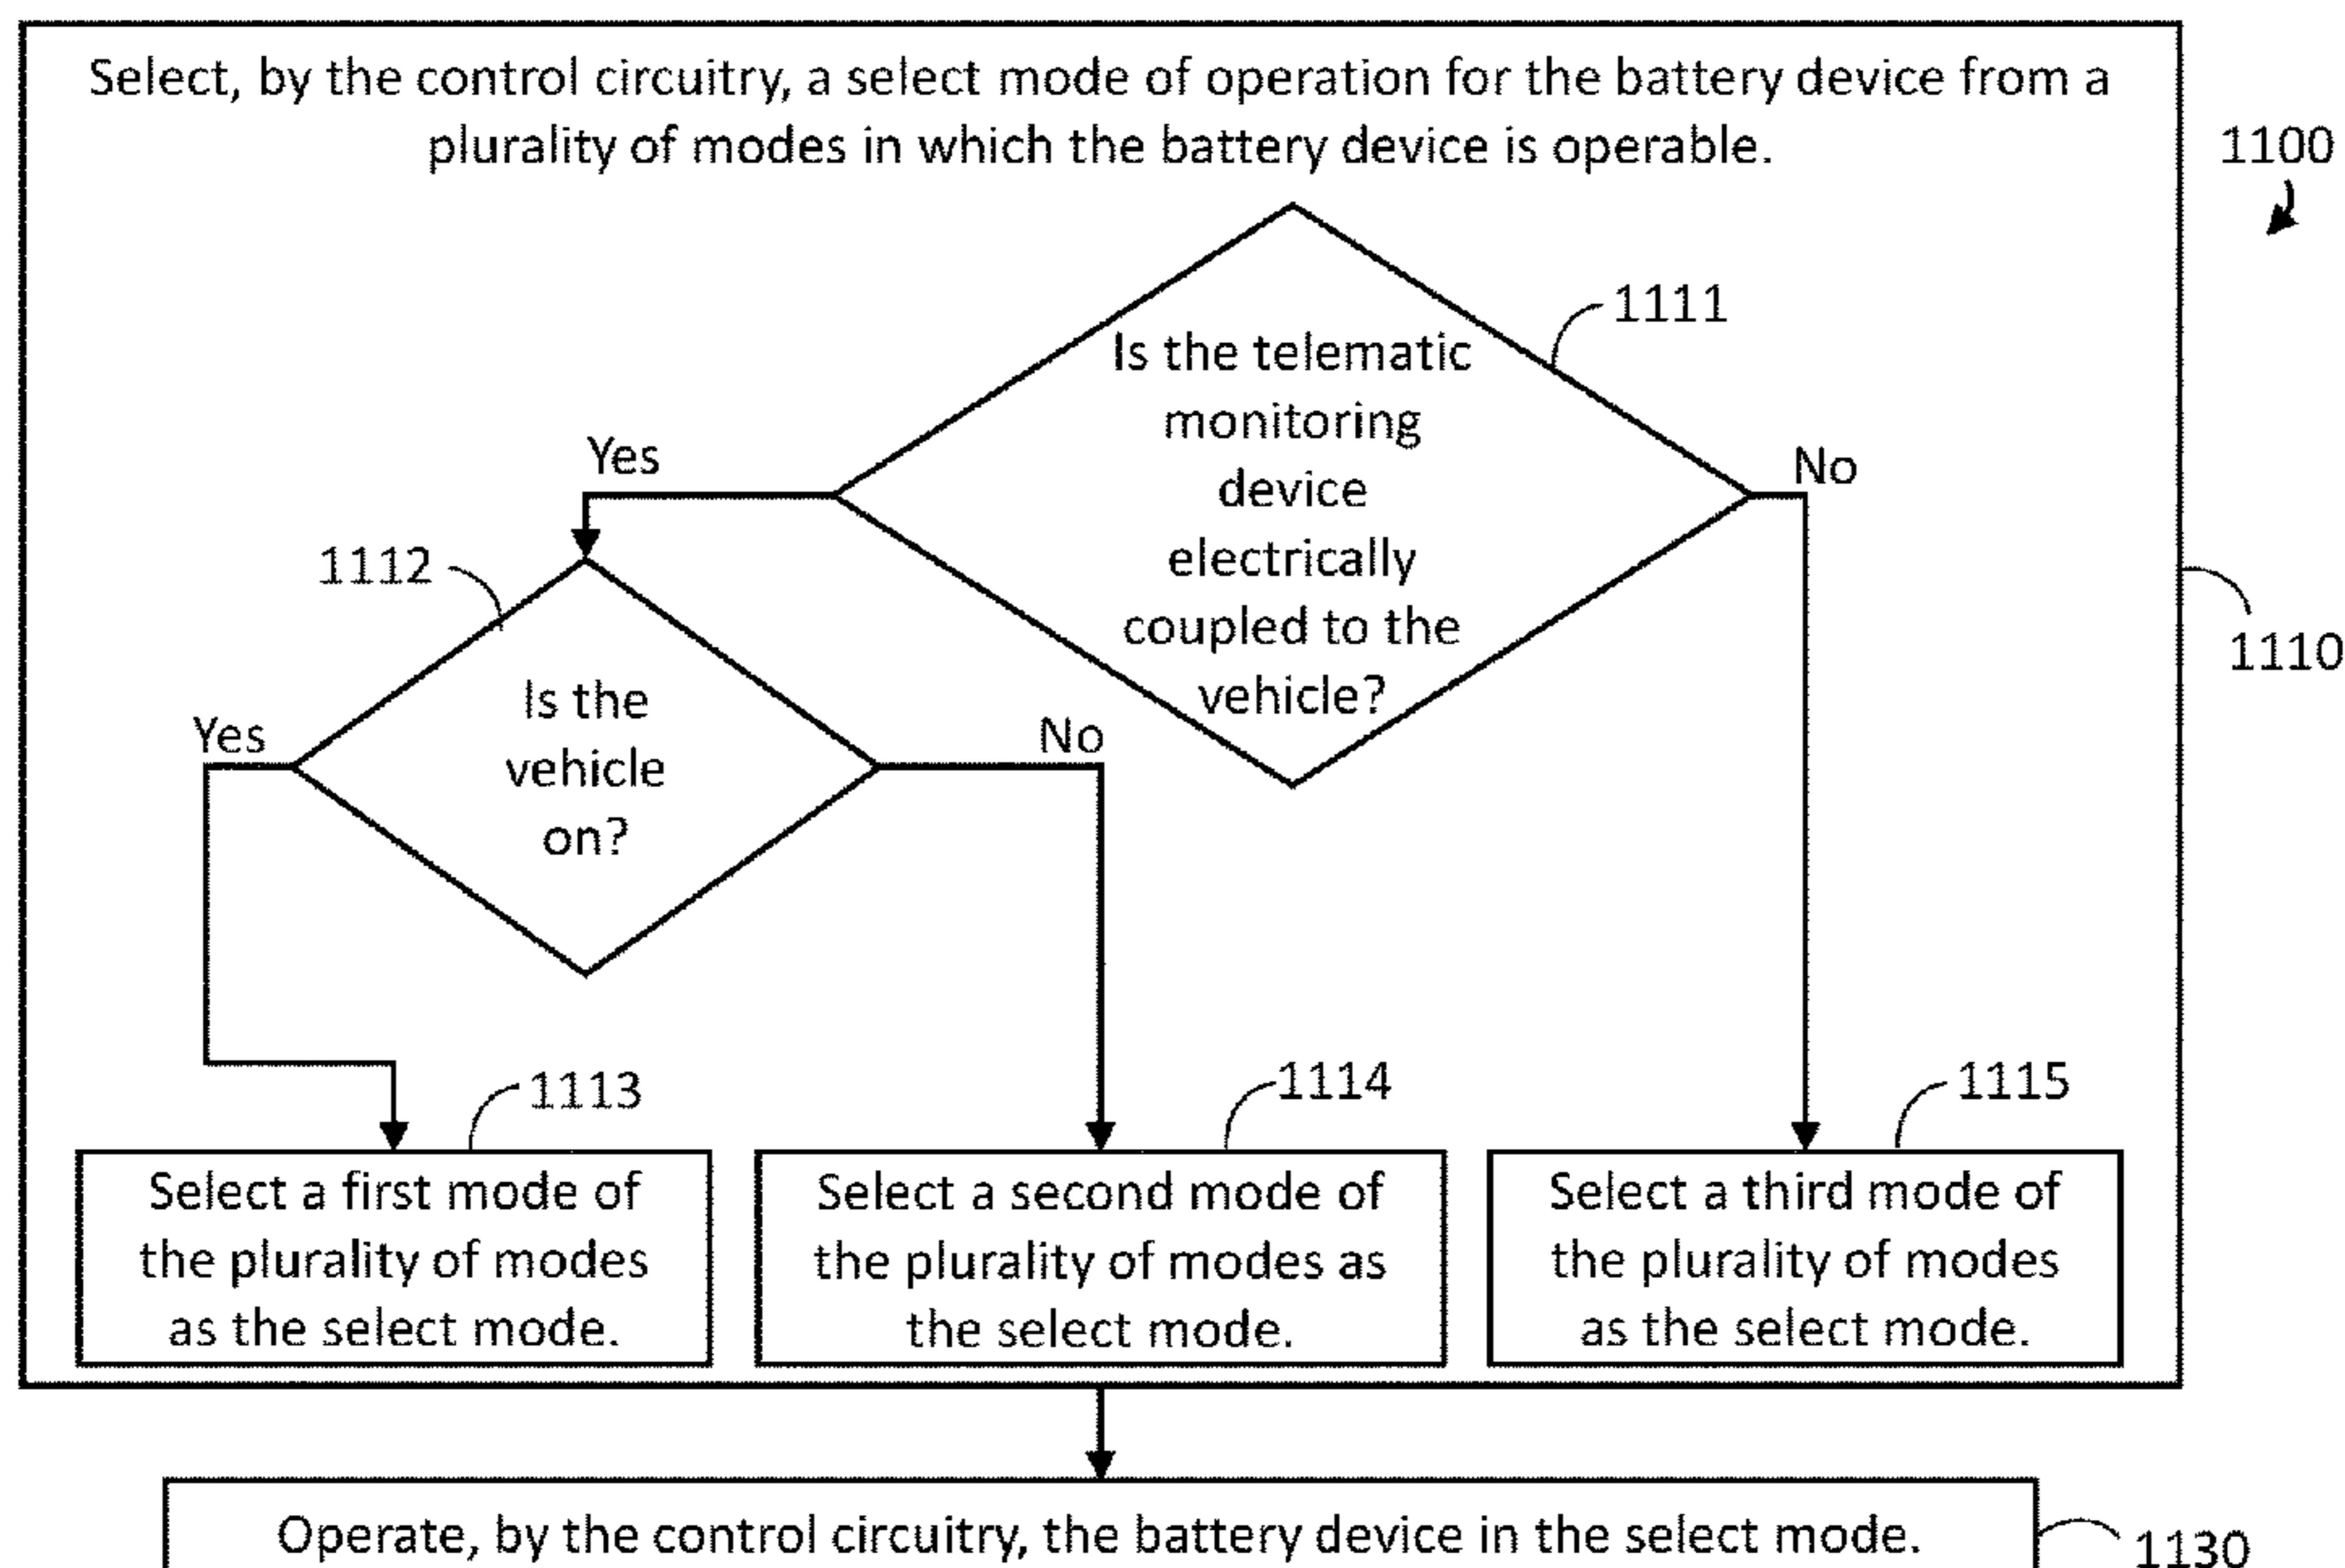 Select, by the control circuitry, a select mode of operation for the battery device from a
plurality of modes in which the battery device is operable.
1100
1111
Is the telematic
monitoring
device
electrically
coupled to the
vehicle?
Yes
No
1112
1110
Is the
vehicle
on?
Yes
No
1113
1114
1115
Select a first mode of
the plurality of modes
as the select mode.
Select a second mode of
the plurality of modes as
the select mode.
Select a third mode of
the plurality of modes
as the select mode.
Operate, by the control circuitry, the battery device in the select mode.
1130